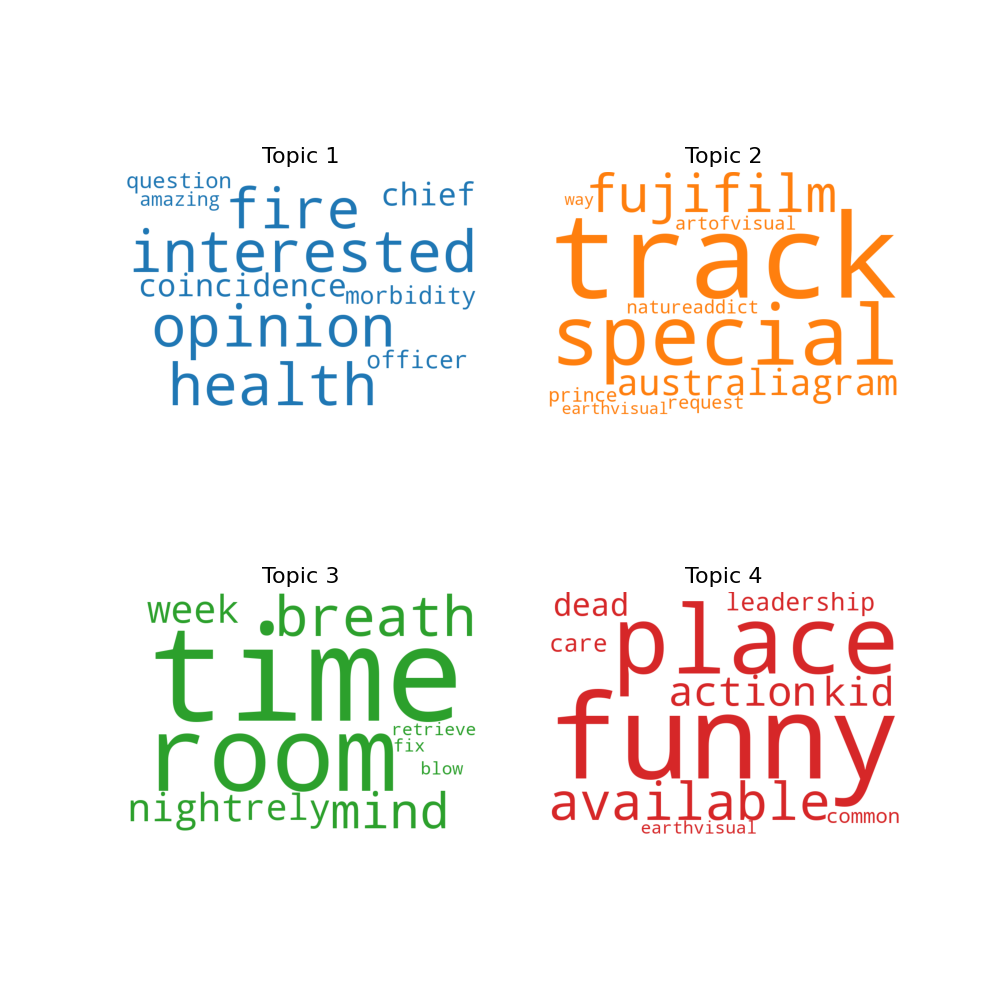 Topic 1
question
amazing
fire
chief
interested
coincidence
morbidity
opinion
officer
health
Topic 2
way
fujifilm
artofvisual
track
natureaddict
special
australiagram
prince
request
earthvisual
Topic 3
week
breath
time
retrieve
room
fix
blow
night
rely
mind
Topic 4
dead
leadership
care
place
action
kid
funny
available
common
earthvisual